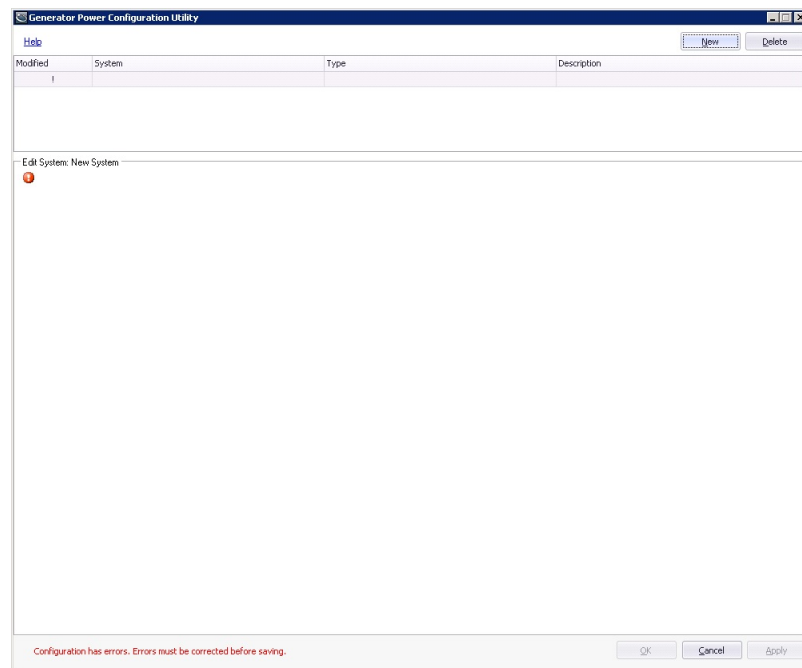 Generator Power Configuration Utility
Help New Delete
Modified System Type Description
!
Edit System: New System
!
Configuration has errors. Errors must be corrected before saving. OK Cancel Apply